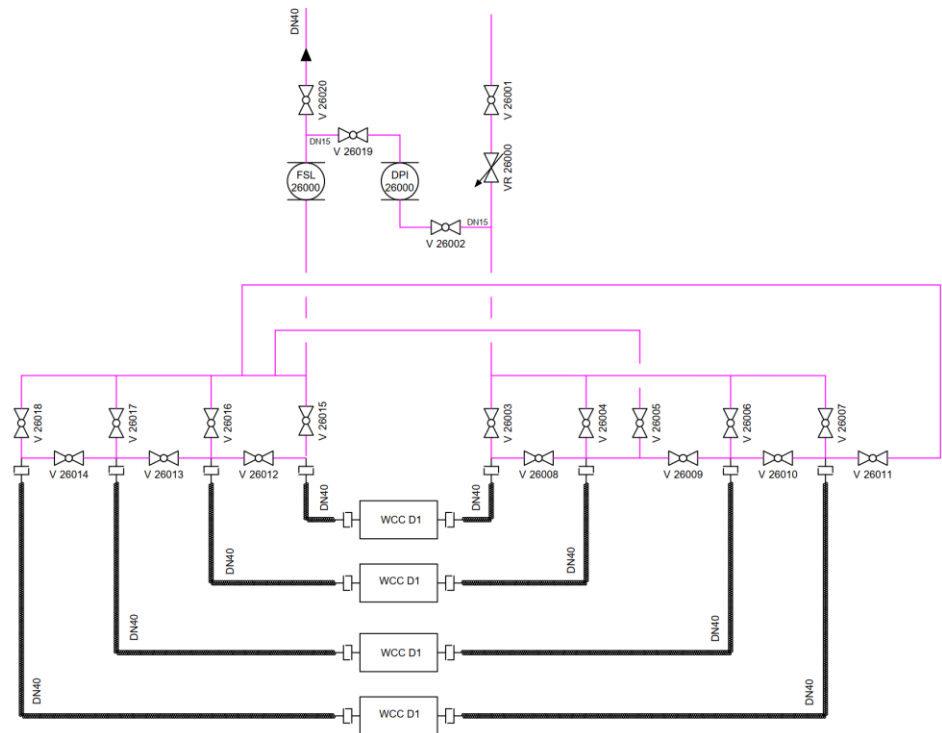 DN40
V 26020
V 26001
DN15
V 26019
FSL
26000
DPI
26000
VR 26000
DN15
V 26002
V 26018
V 26017
V 26016
V 26015
V 26003
V 26004
V 26005
V 26006
V 26007
V 26014
V 26013
V 26012
V 26008
V 26009
V 26010
V 26011
DN40
WCC D1
DN40
DN40
WCC D1
DN40
DN40
WCC D1
DN40
DN40
WCC D1
DN40